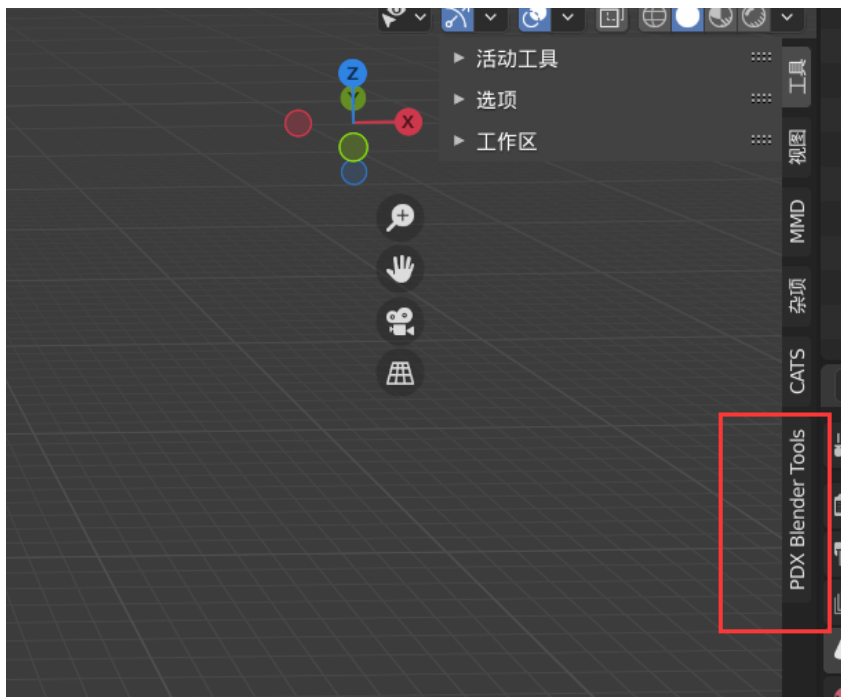 活动工具
选项
工作区
Z
Y
X
工具
视图
MMD
杂项
CATS
PDX Blender Tools